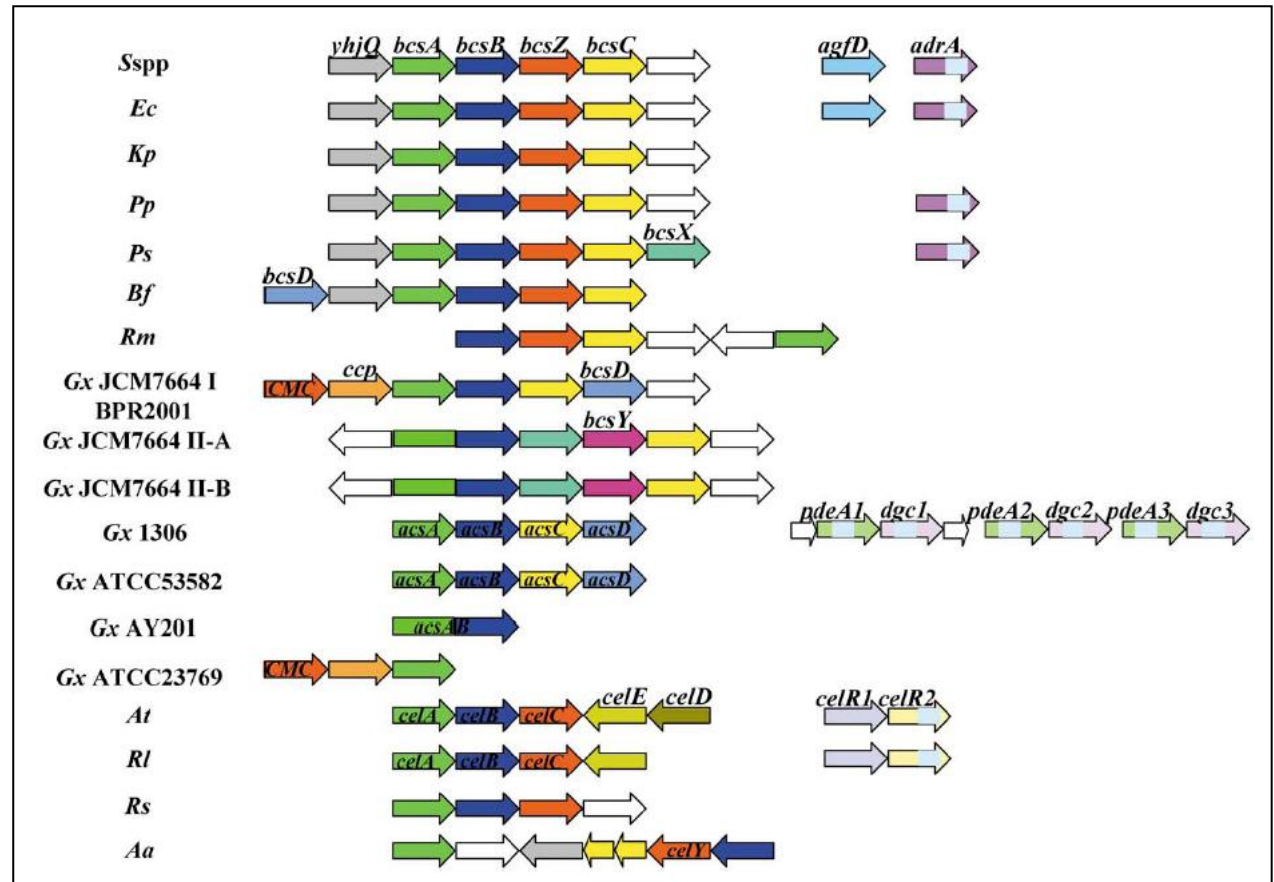 yhjQ bcsA bcsB bcsZ bcsC agfD adrA
Sspp
Ec
Kp
Pp
Ps bcsX
bcsD
Bf
Rm
Gx JCM7664 I ccp bcsD
CMC
BPR2001
Gx JCM7664 II-A bcsY
Gx JCM7664 II-B
pdeA1 dgc1 pdeA2 dgc2 pdeA3 dgc3
Gx 1306 acsA acsB acsC acsD
Gx ATCC53582 acsA acsB acsC acsD
Gx AY201 acsAB
Gx ATCC23769 CMC
celE celD celR1 celR2
At celA celB celC
Rl celA celB celC
Rs
Aa celY